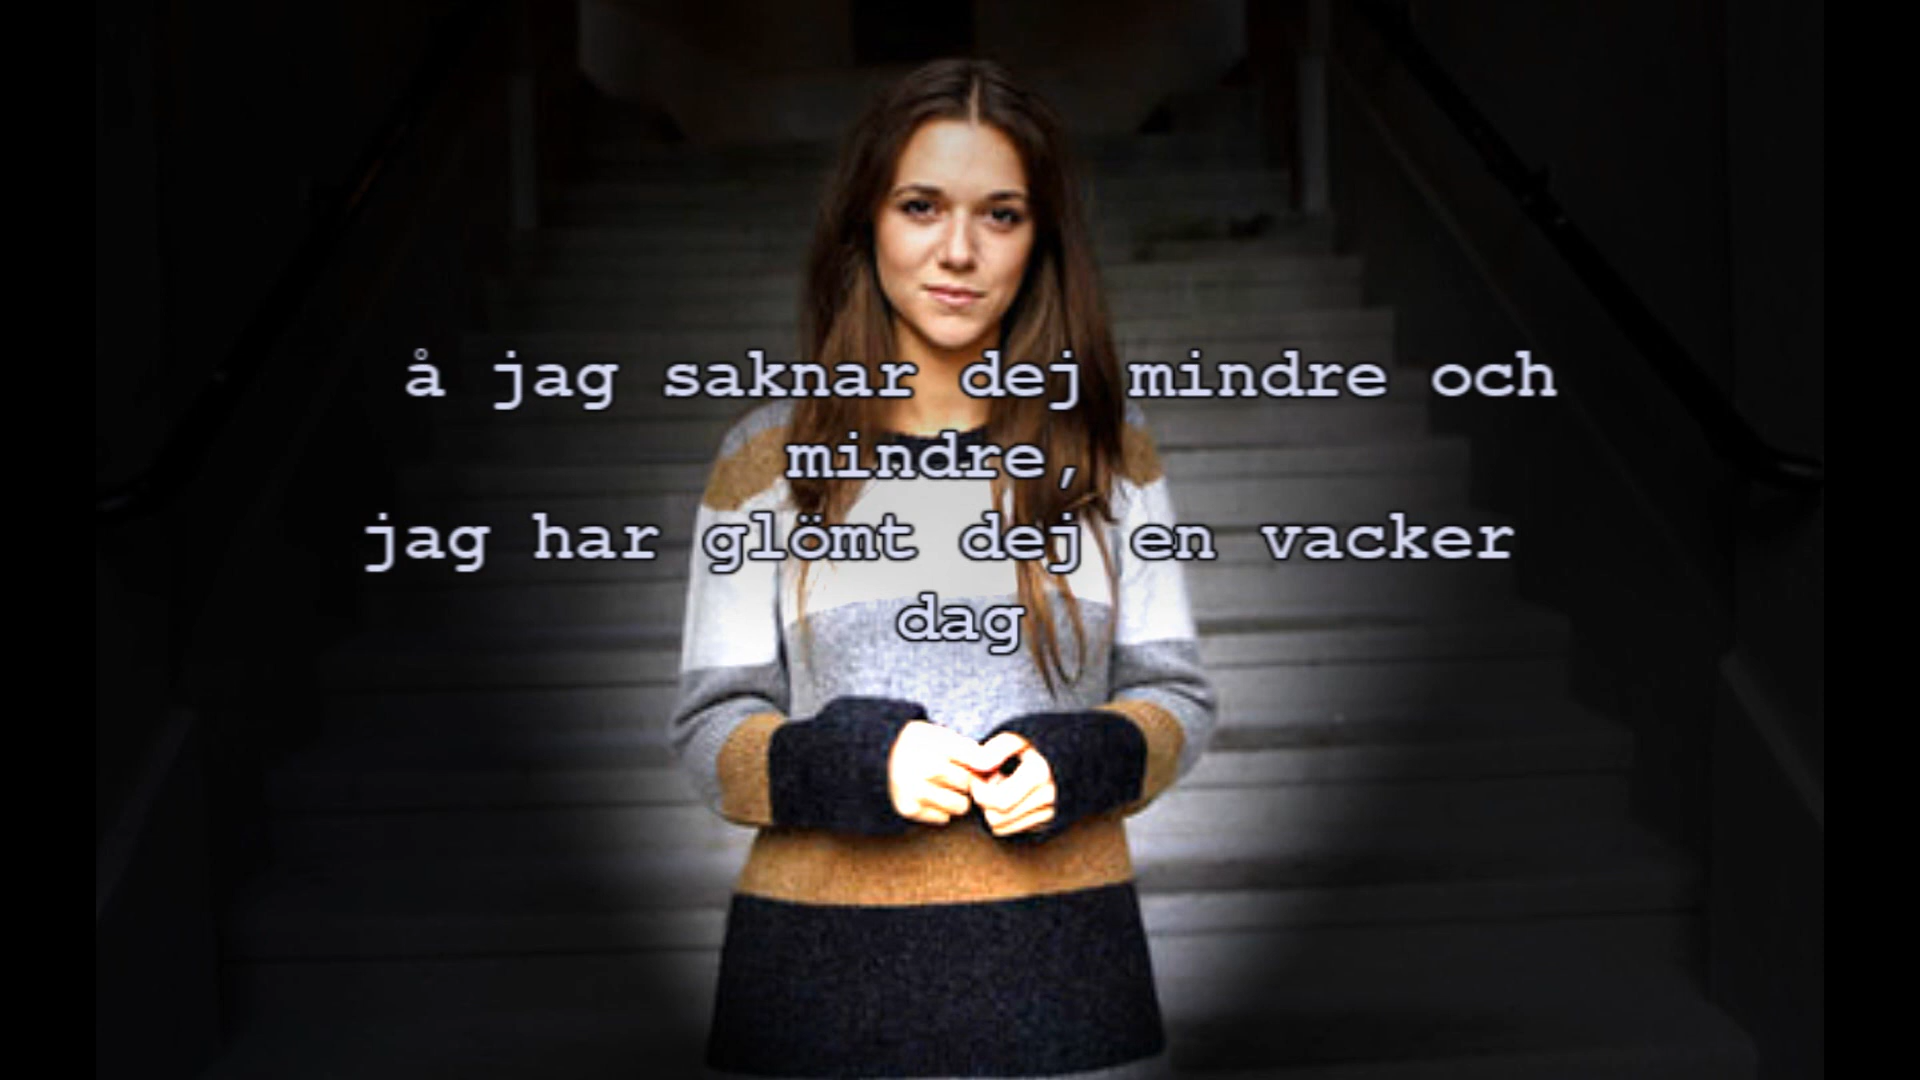 å jag saknar dej mindre och
mindre,
jag har glömt dej en vacker
dag